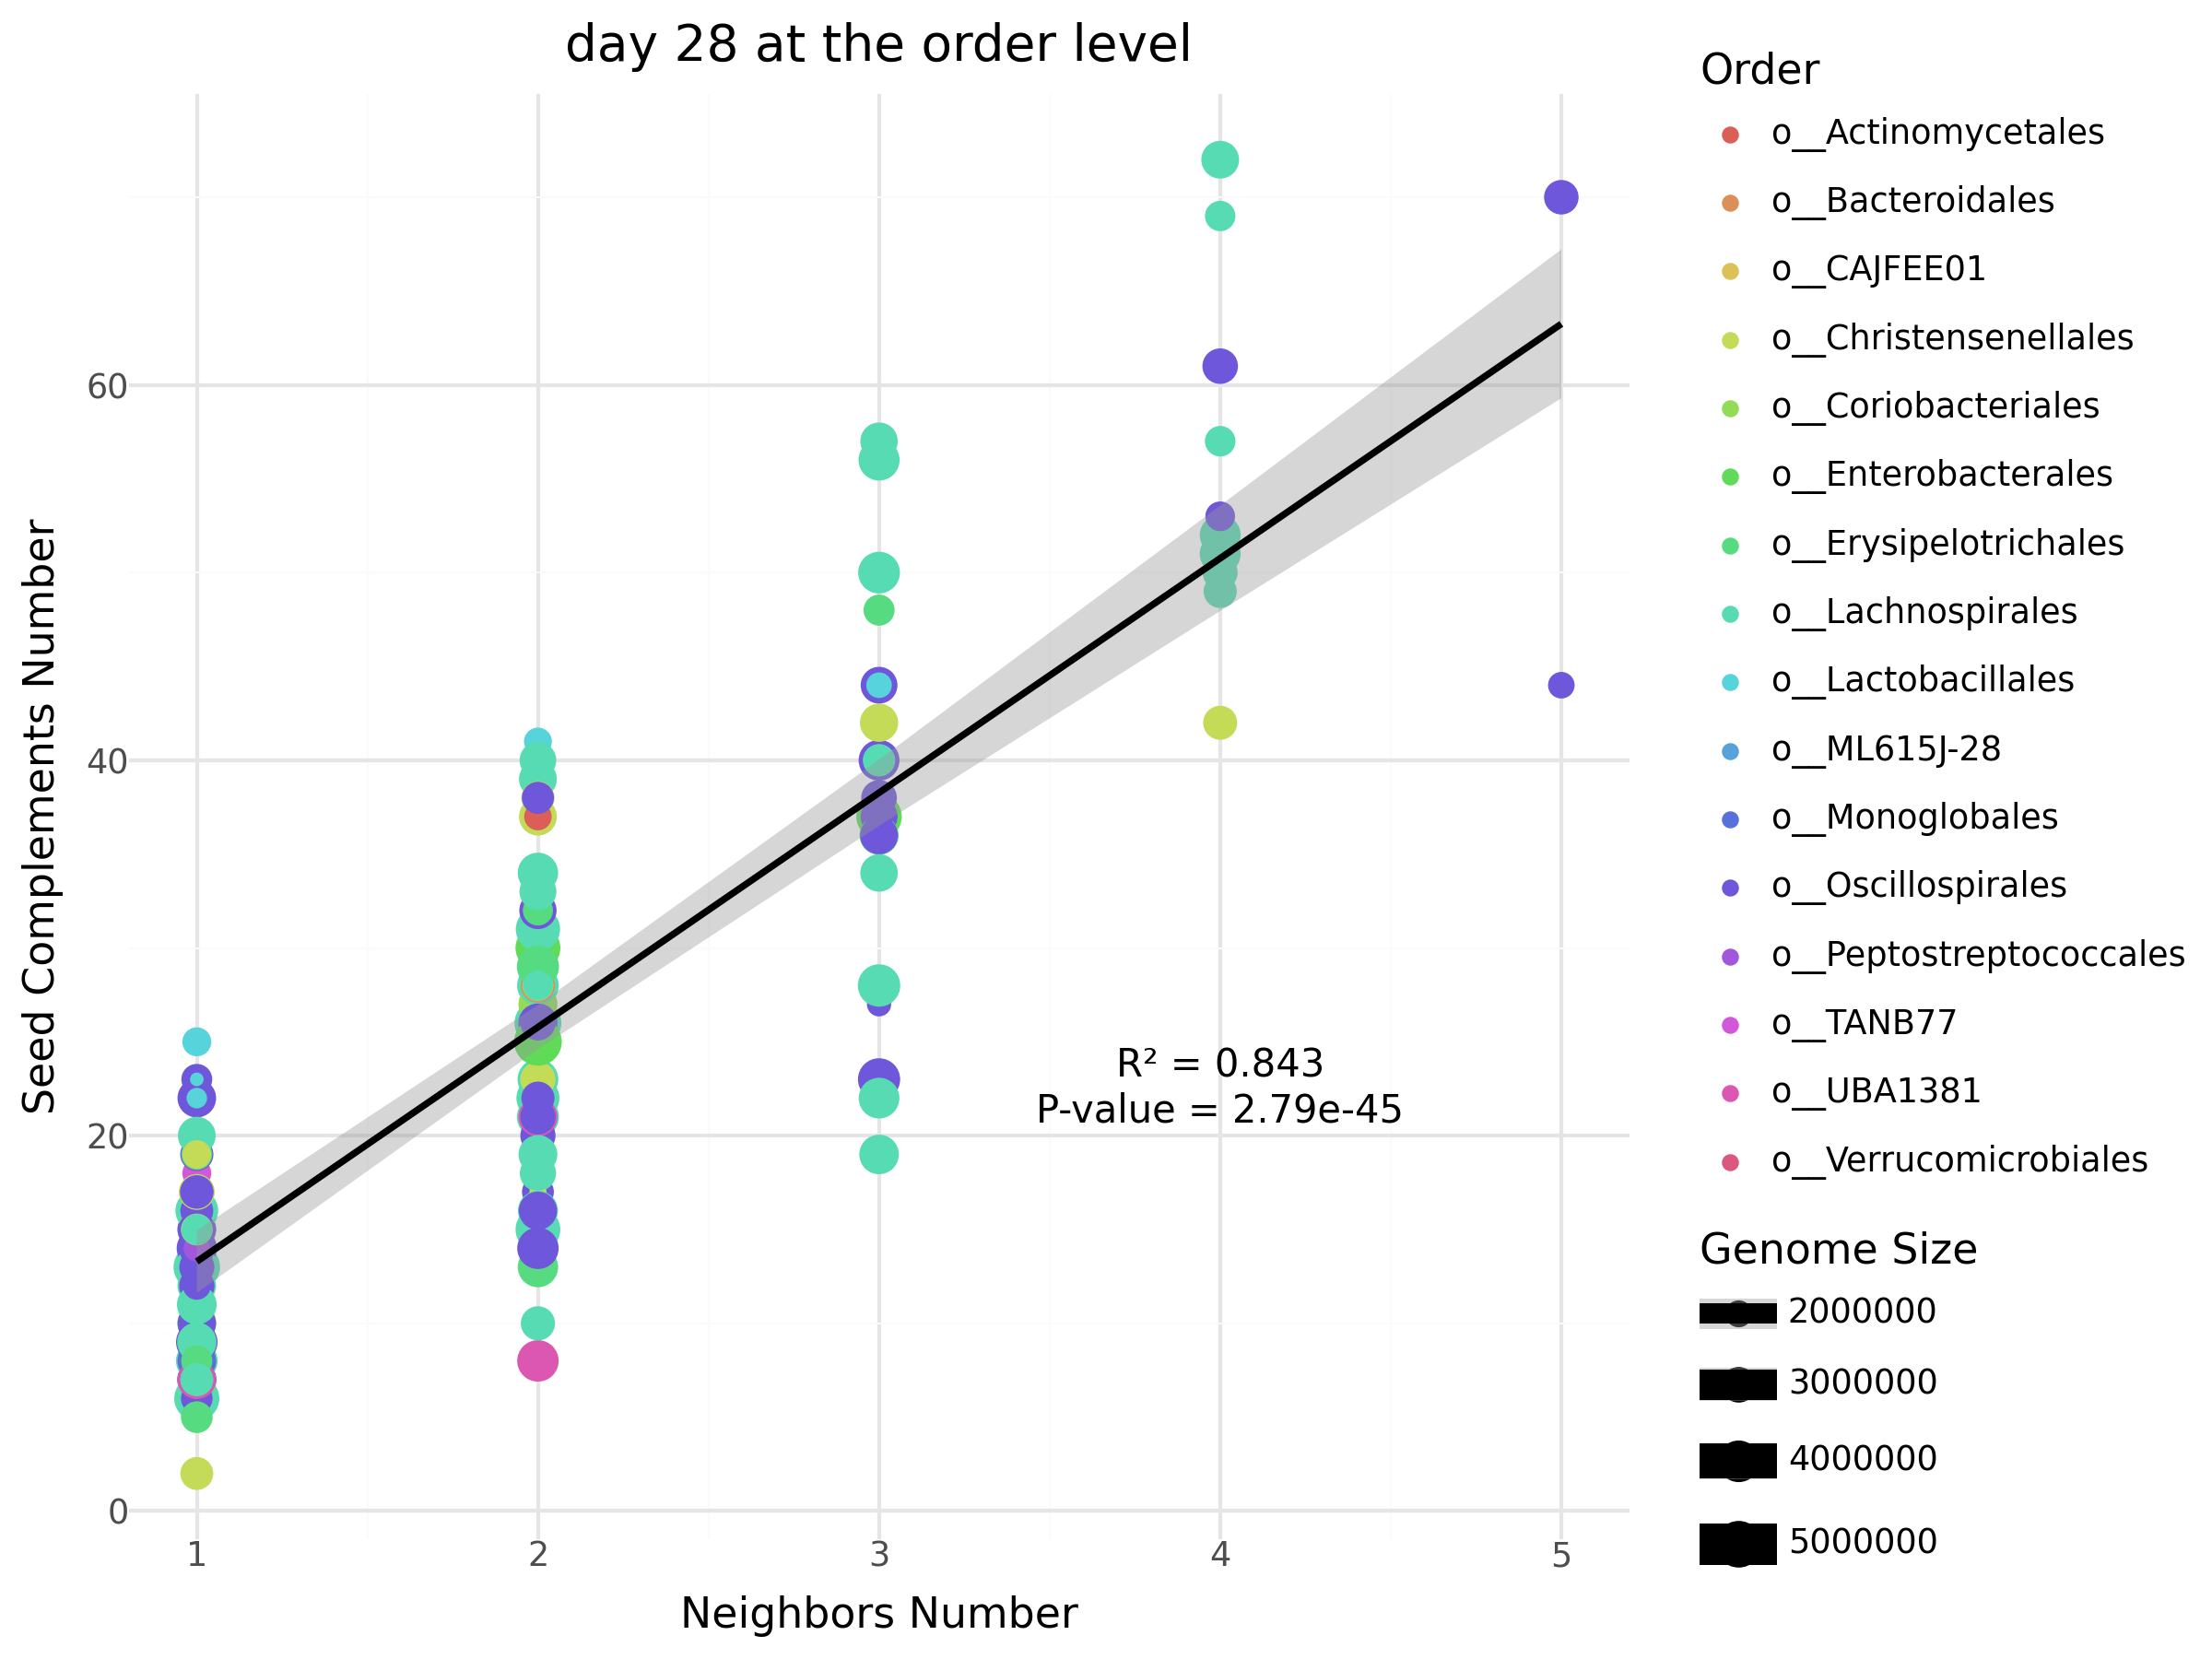 day 28 at the order level
Seed Complements Number
60
40
20
0
1
2
3
4
5
Neighbors Number
R² = 0.843
P-value = 2.79e-45
Order
o__Actinomycetales
o__Bacteroidales
o__CAJFEE01
o__Christensenellales
o__Coriobacteriales
o__Enterobacterales
o__Erysipelotrichales
o__Lachnospirales
o__Lactobacillales
o__ML615J-28
o__Monoglobales
o__Oscillospirales
o__Peptostreptococcales
o__TANB77
o__UBA1381
o__Verrucomicrobiales
Genome Size
2000000
3000000
4000000
5000000